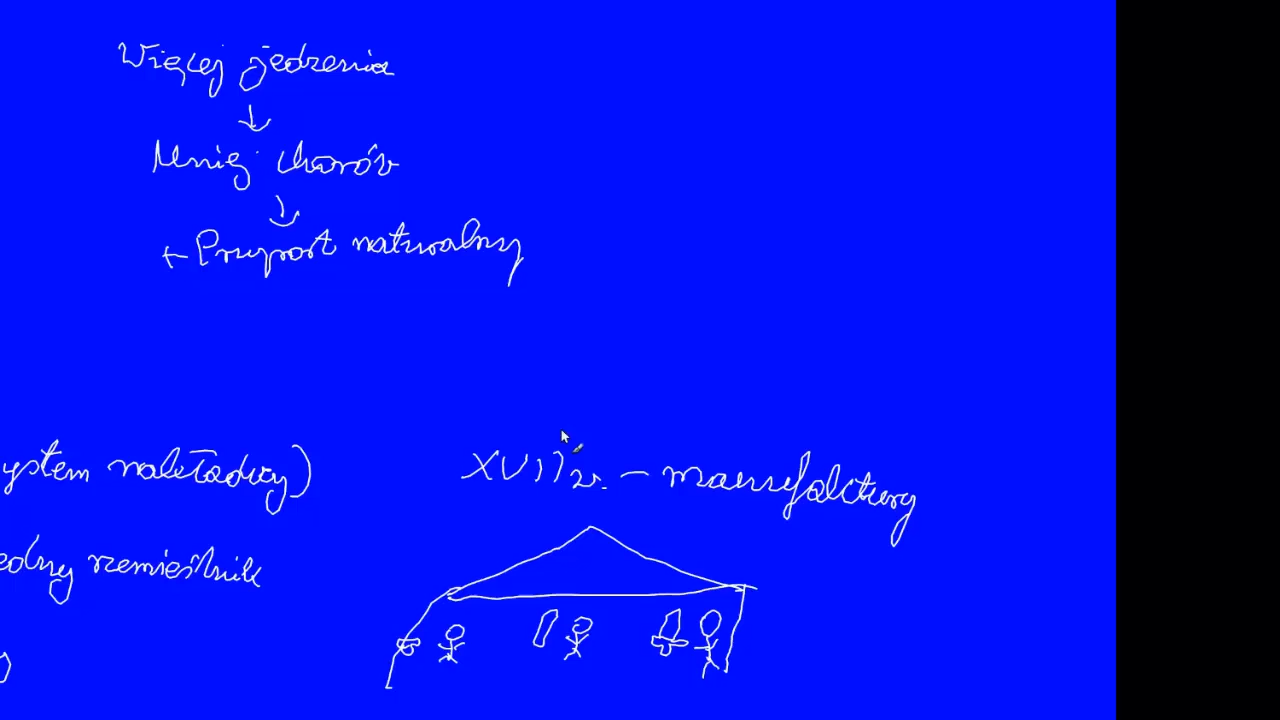 Więcej jedzenia
↓
Mniej chorób
↓
+ Przyrost naturalny
ystem nakładczy)
XVII w. - manufaktury
edny rzemieślnik